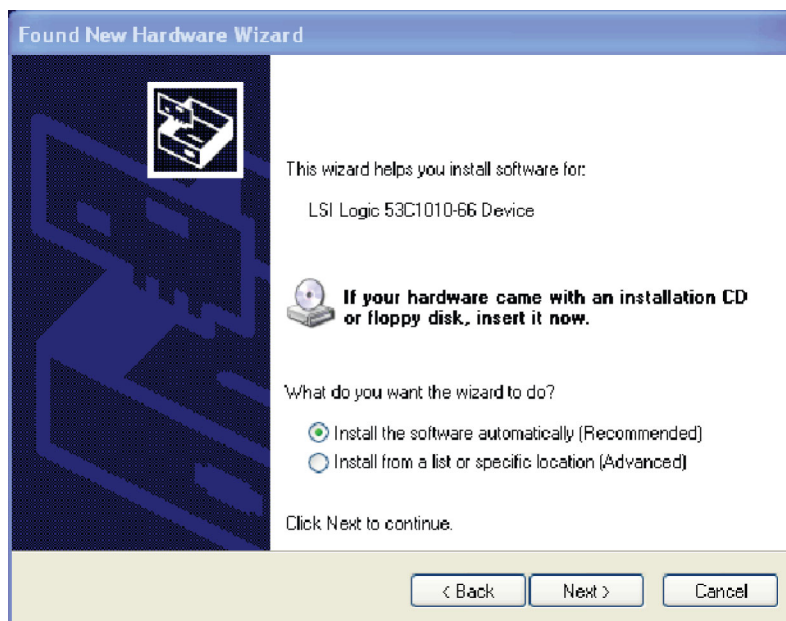 Found New Hardware Wizard
This wizard helps you install software for:
LSI Logic 53C1010-66 Device
If your hardware came with an installation CD
or floppy disk, insert it now.
What do you want the wizard to do?
Install the software automatically (Recommended)
Install from a list or specific location (Advanced)
Click Next to continue.
< Back Next > Cancel